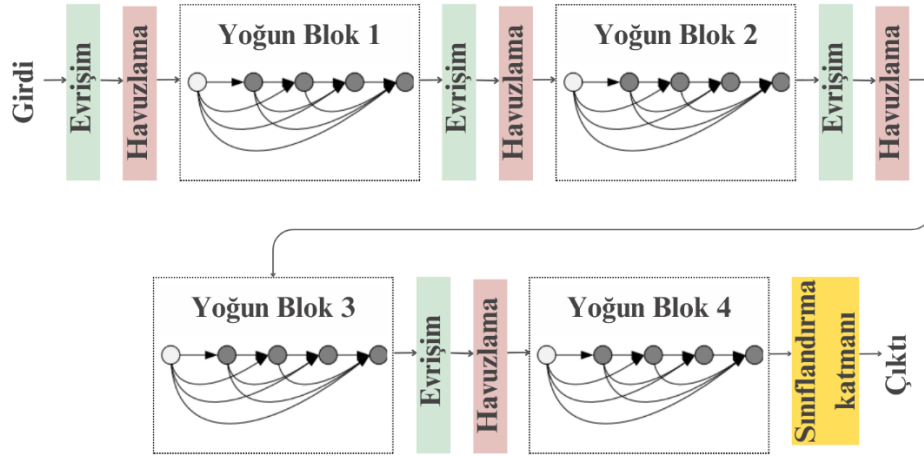 Girdi
Evrişim
Havuzlama
Yoğun Blok 1
Evrişim
Havuzlama
Yoğun Blok 2
Evrişim
Havuzlama
Yoğun Blok 3
Evrişim
Havuzlama
Yoğun Blok 4
Sınıflandırma
katmanı
Çıktı